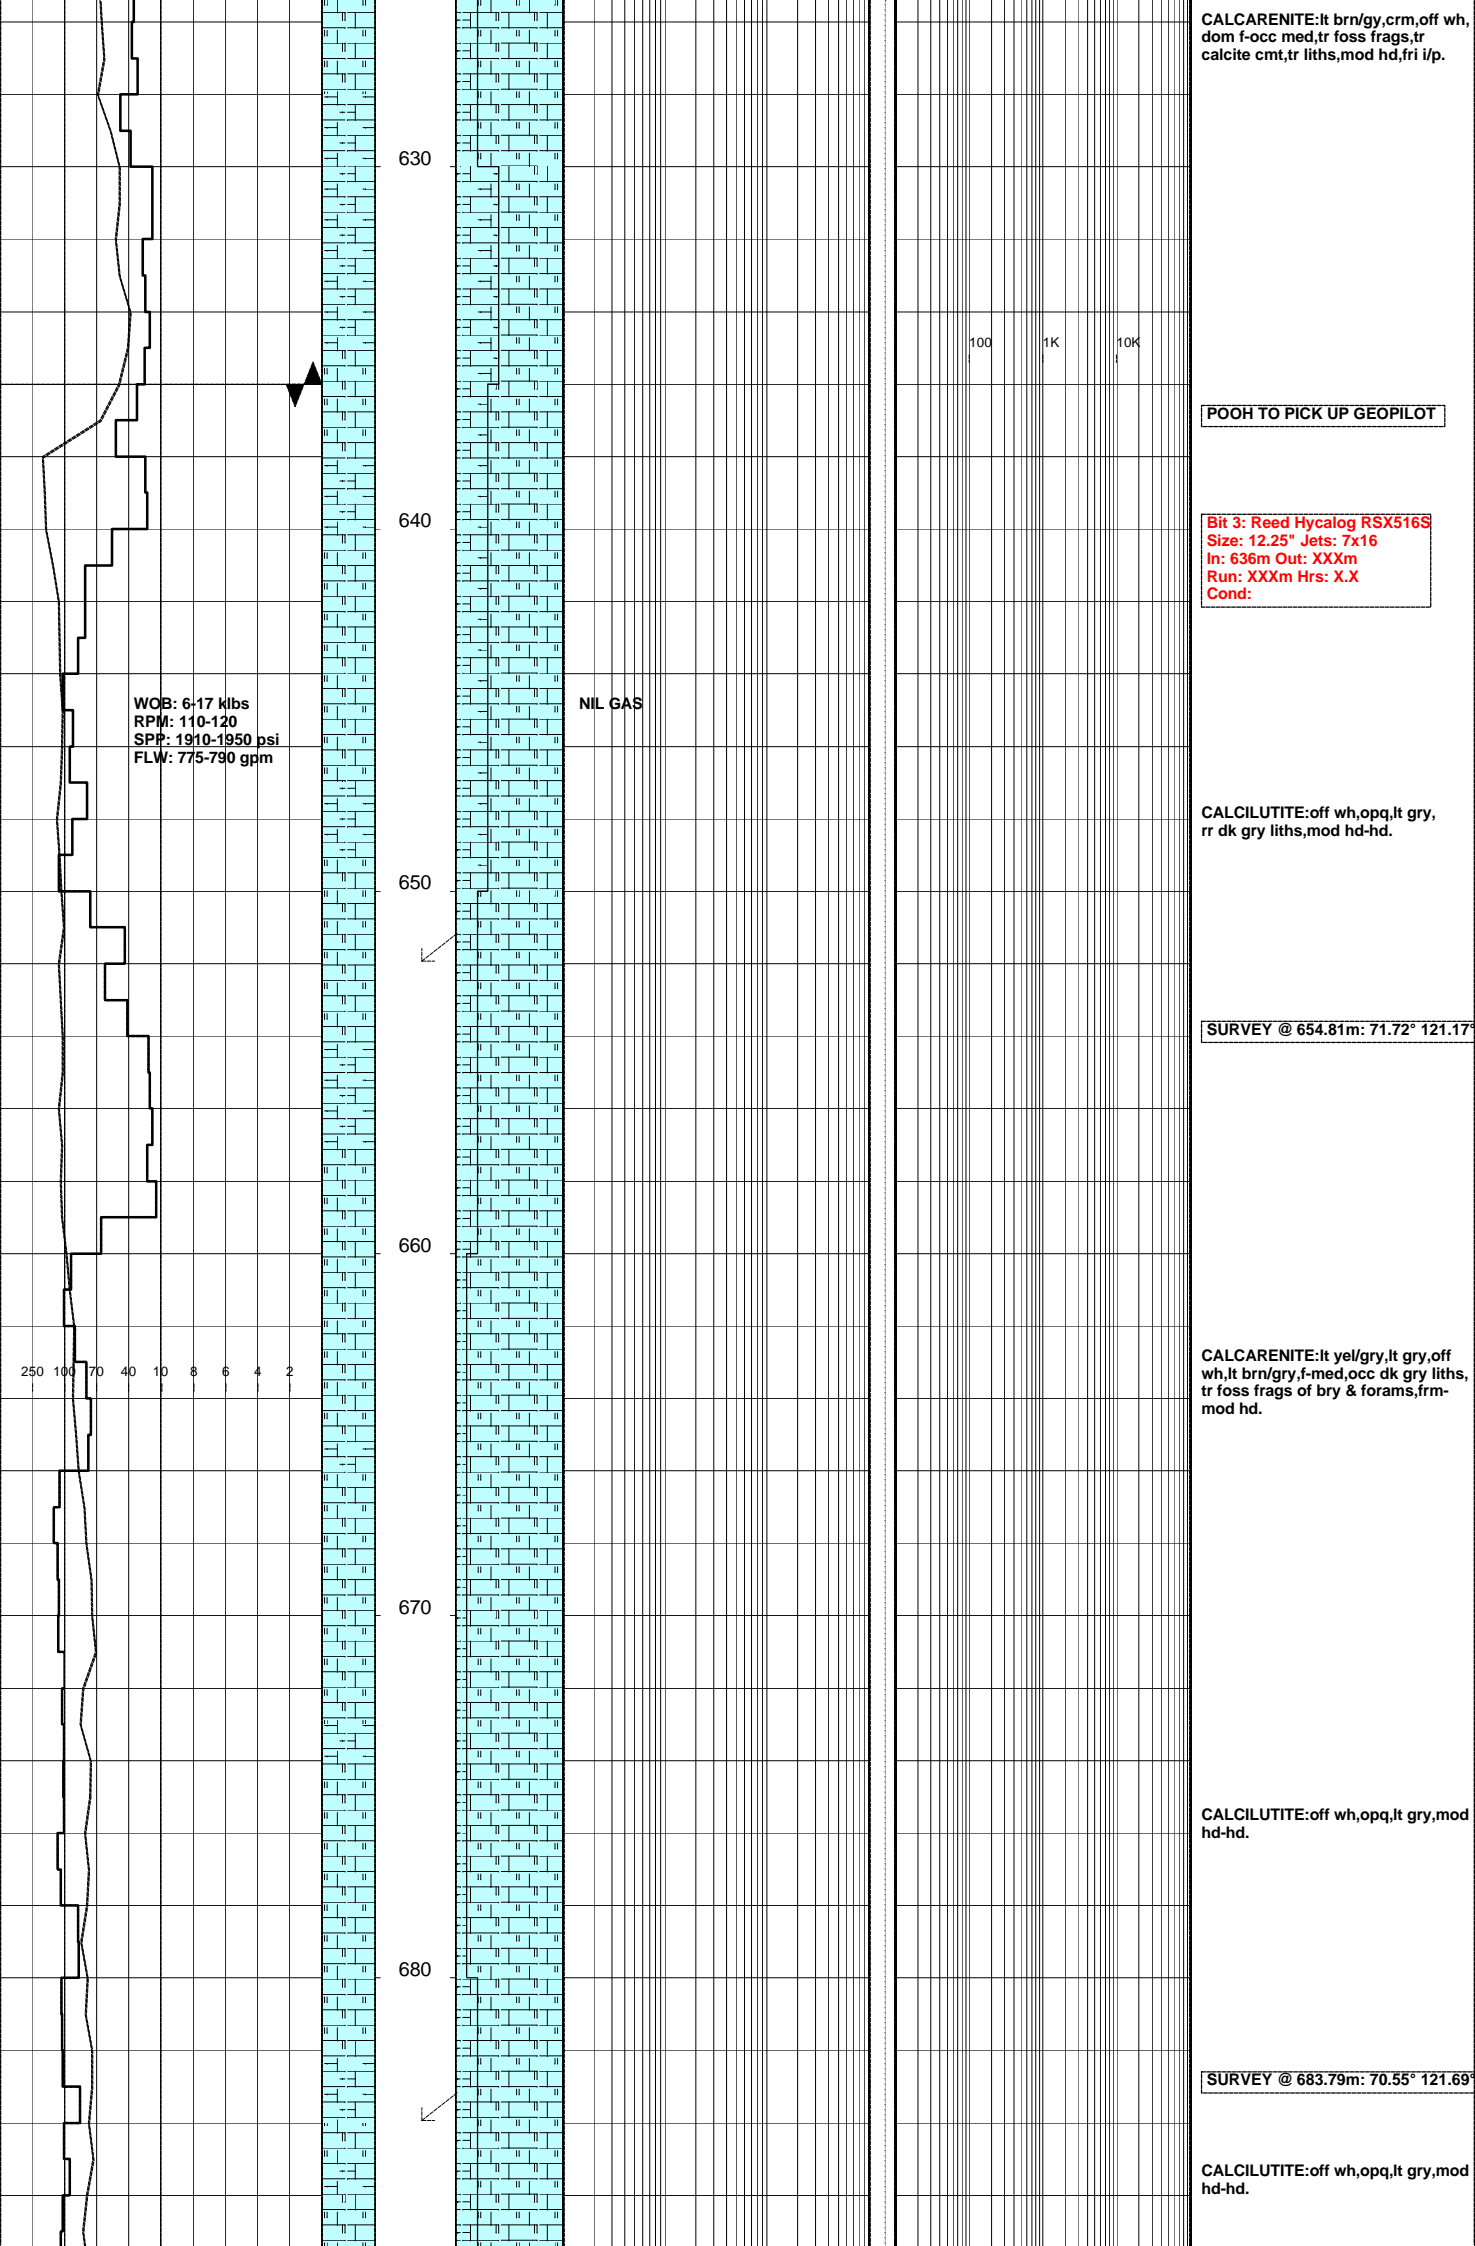 CALCARENITE:lt brn/gy,crm,off wh,
dom f-occ med,tr foss frags,tr
calcite cmt,tr liths,mod hd,fri i/p.
630
100 1K 10K
POOH TO PICK UP GEOPILOT
640
Bit 3: Reed Hycalog RSX516S
Size: 12.25" Jets: 7x16
In: 636m Out: XXXm
Run: XXXm Hrs: X.X
Cond:
WOB: 6-17 klbs
RPM: 110-120
SPP: 1910-1950 psi
FLW: 775-790 gpm
NIL GAS
CALCILUTITE:off wh,opq,lt gry,
rr dk gry liths,mod hd-hd.
650
SURVEY @ 654.81m: 71.72° 121.17°
660
250 100 70 40 10 8 6 4 2
CALCARENITE:lt yel/gry,lt gry,off
wh,lt brn/gry,f-med,occ dk gry liths,
tr foss frags of bry & forams,frm-
mod hd.
670
CALCILUTITE:off wh,opq,lt gry,mod
hd-hd.
680
SURVEY @ 683.79m: 70.55° 121.69°
CALCILUTITE:off wh,opq,lt gry,mod
hd-hd.